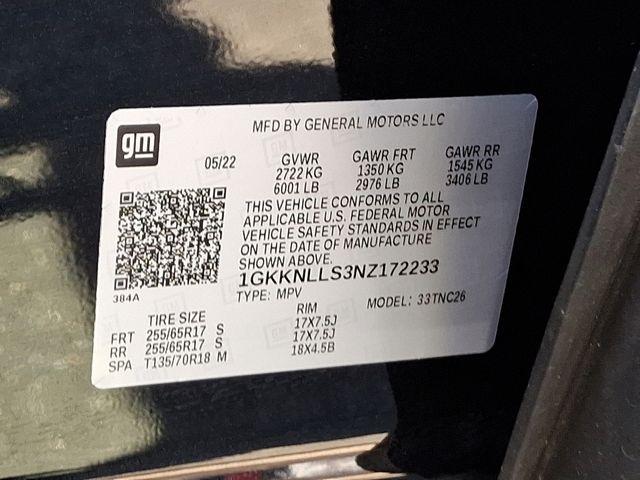 gm
MFD BY GENERAL MOTORS LLC
05/22 GVWR GAWR FRT GAWR RR
2722 KG 1350 KG 1545 KG
6001 LB 2976 LB 3406 LB
THIS VEHICLE CONFORMS TO ALL
APPLICABLE U.S. FEDERAL MOTOR
VEHICLE SAFETY STANDARDS IN EFFECT
ON THE DATE OF MANUFACTURE
SHOWN ABOVE.
1GKKNLLS3NZ172233
384A
TYPE: MPV MODEL: 33TNC26
TIRE SIZE RIM
FRT 255/65R17 S 17X7.5J
RR 255/65R17 S 17X7.5J
SPA T135/70R18 M 18X4.5B